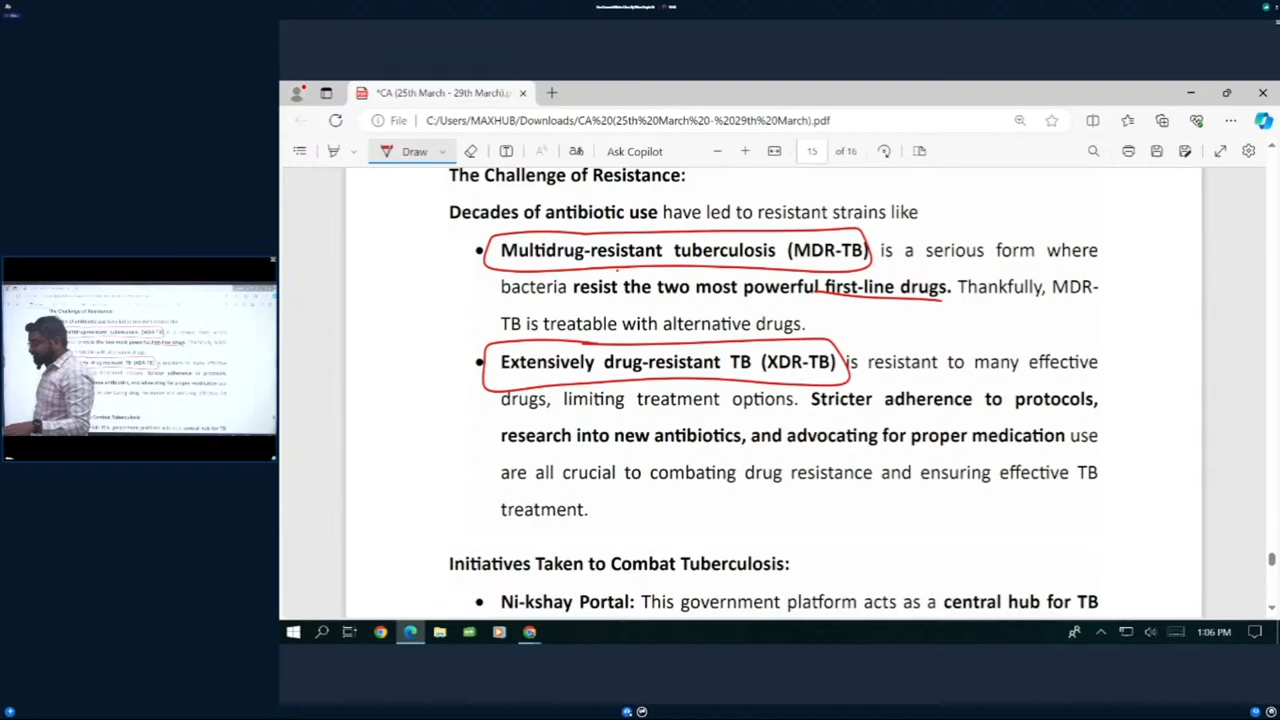 *CA (25th March - 29th March).p
File C:/Users/MAXHUB/Downloads/CA%20(25th%20March%20-%2029th%20March).pdf
Draw Ask Copilot 15 of 16
The Challenge of Resistance:
Decades of antibiotic use have led to resistant strains like
• Multidrug-resistant tuberculosis (MDR-TB) is a serious form where
bacteria resist the two most powerful first-line drugs. Thankfully, MDR-
TB is treatable with alternative drugs.
• Extensively drug-resistant TB (XDR-TB) is resistant to many effective
drugs, limiting treatment options. Stricter adherence to protocols,
research into new antibiotics, and advocating for proper medication use
are all crucial to combating drug resistance and ensuring effective TB
treatment.
Initiatives Taken to Combat Tuberculosis:
• Ni-kshay Portal: This government platform acts as a central hub for TB
1:06 PM